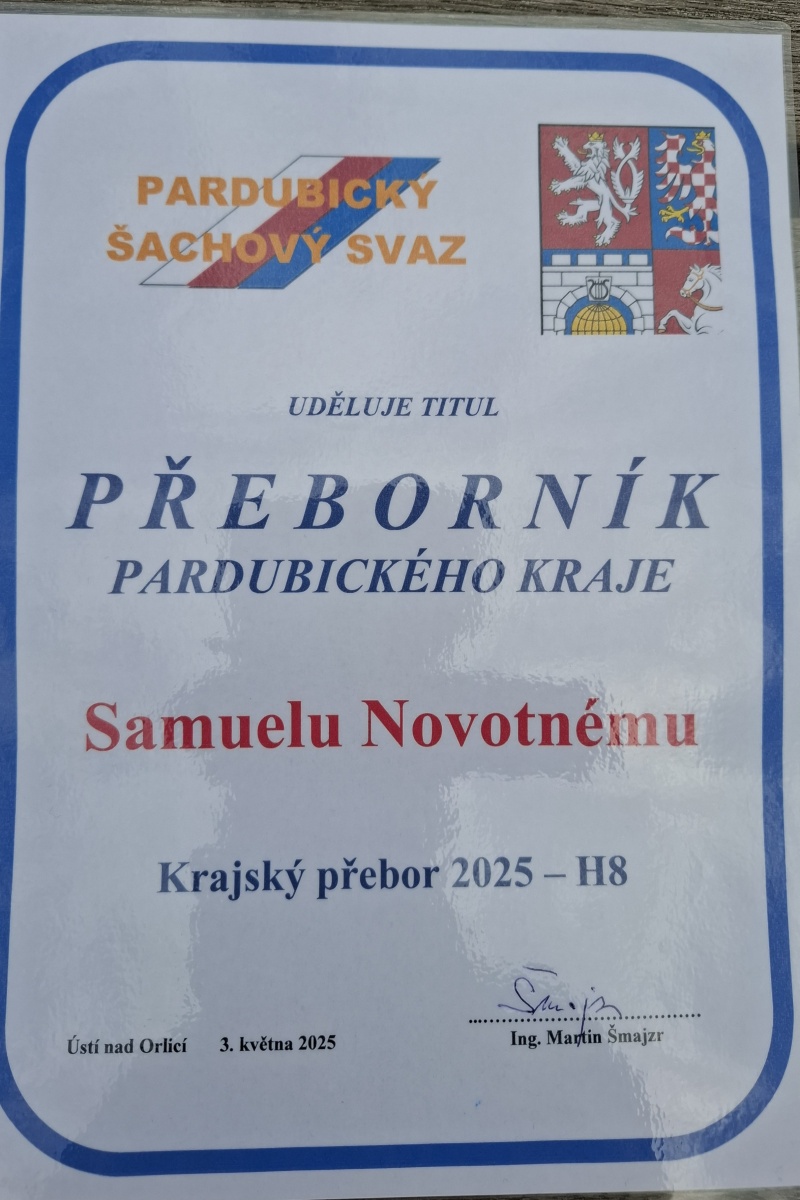 PARDUBICKÝ
ŠACHOVÝ SVAZ
UDĚLUJE TITUL
PŘEBORNÍK
PARDUBICKÉHO KRAJE
Samuelu Novotnému
Krajský přebor 2025 – H8
Šmajzr
Ústí nad Orlicí 3. května 2025
Ing. Martin Šmajzr